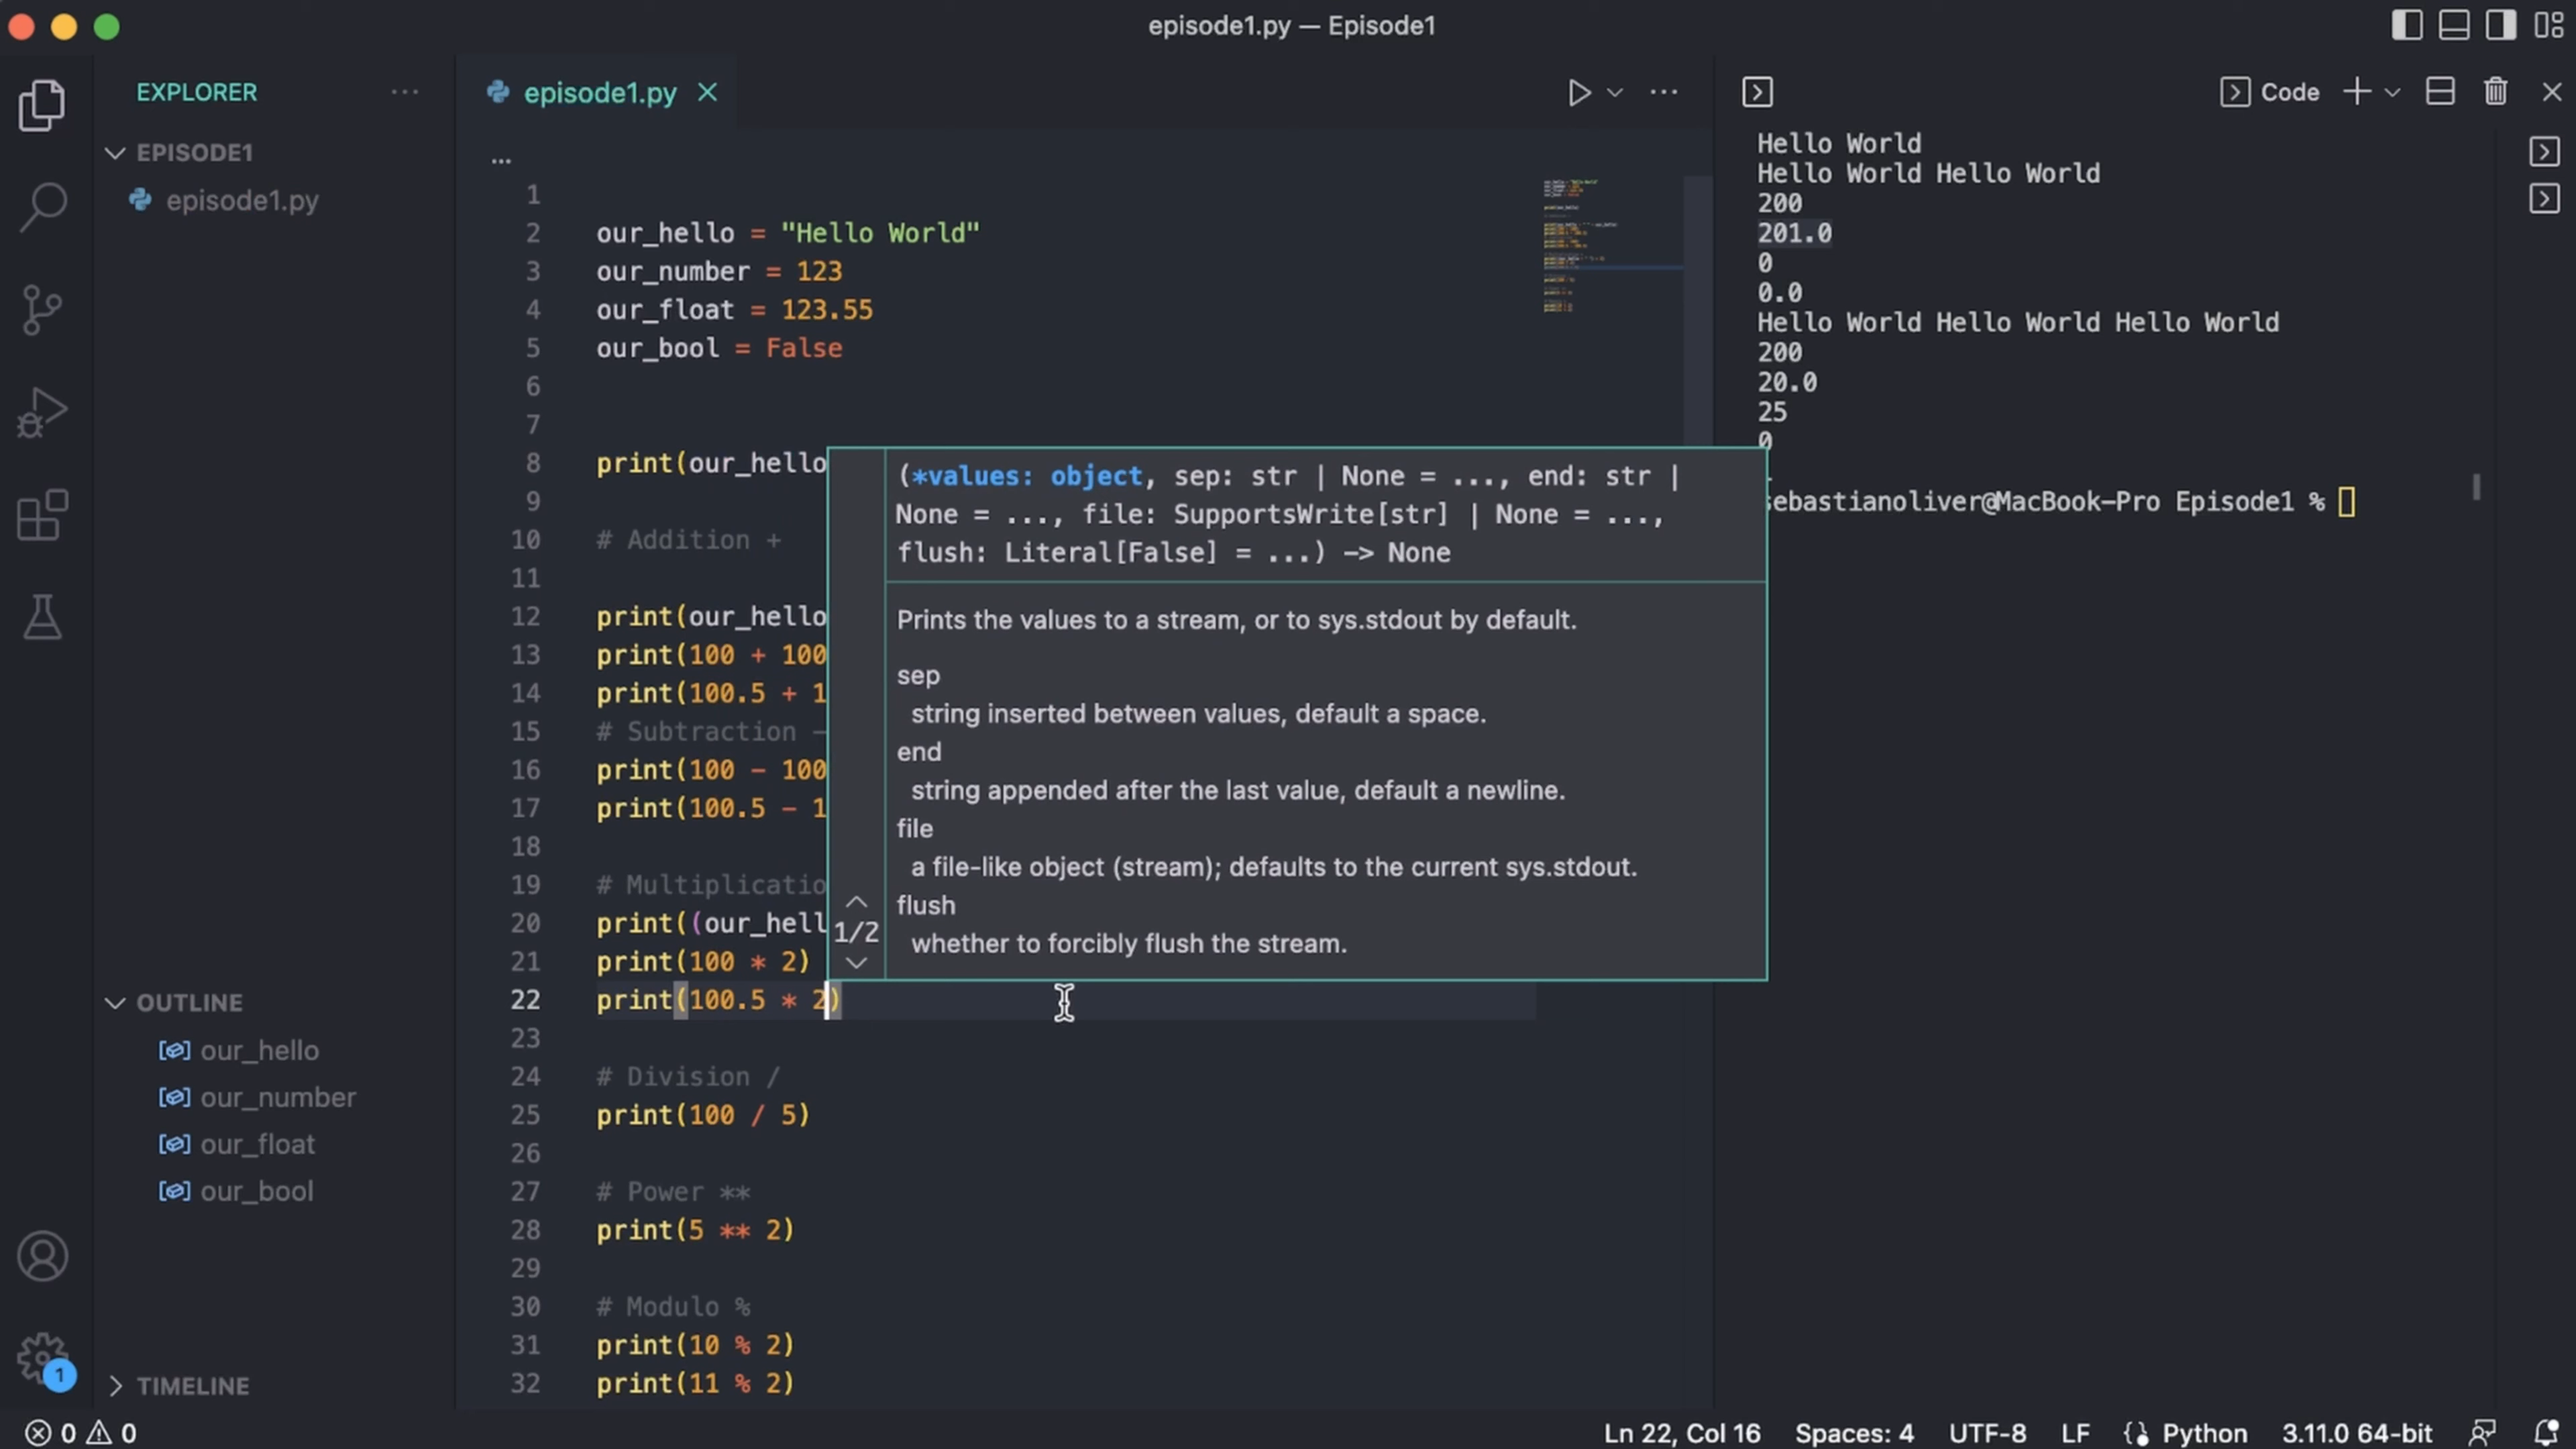 episode1.py — Episode1
EXPLORER
EPISODE1
episode1.py
OUTLINE
our_hello
our_number
our_float
our_bool
TIMELINE
episode1.py
...
1
2 our_hello = "Hello World"
3 our_number = 123
4 our_float = 123.55
5 our_bool = False
6
7
8 print(our_hello
9
10 # Addition +
11
12 print(our_hello
13 print(100 + 100
14 print(100.5 + 1
15 # Subtraction -
16 print(100 - 100
17 print(100.5 - 1
18
19 # Multiplicatio
20 print((our_hell
21 print(100 * 2)
22 print(100.5 * 2)
23
24 # Division /
25 print(100 / 5)
26
27 # Power **
28 print(5 ** 2)
29
30 # Modulo %
31 print(10 % 2)
32 print(11 % 2)
(*values: object, sep: str | None = ..., end: str |
None = ..., file: SupportsWrite[str] | None = ...,
flush: Literal[False] = ...) -> None
Prints the values to a stream, or to sys.stdout by default.
sep
string inserted between values, default a space.
end
string appended after the last value, default a newline.
file
a file-like object (stream); defaults to the current sys.stdout.
flush
whether to forcibly flush the stream.
1/2
Code
Hello World
Hello World Hello World
200
201.0
0
0.0
Hello World Hello World Hello World
200
20.0
25
0
sebastianoliver@MacBook-Pro Episode1 %
1
0 0
Ln 22, Col 16 Spaces: 4 UTF-8 LF Python 3.11.0 64-bit